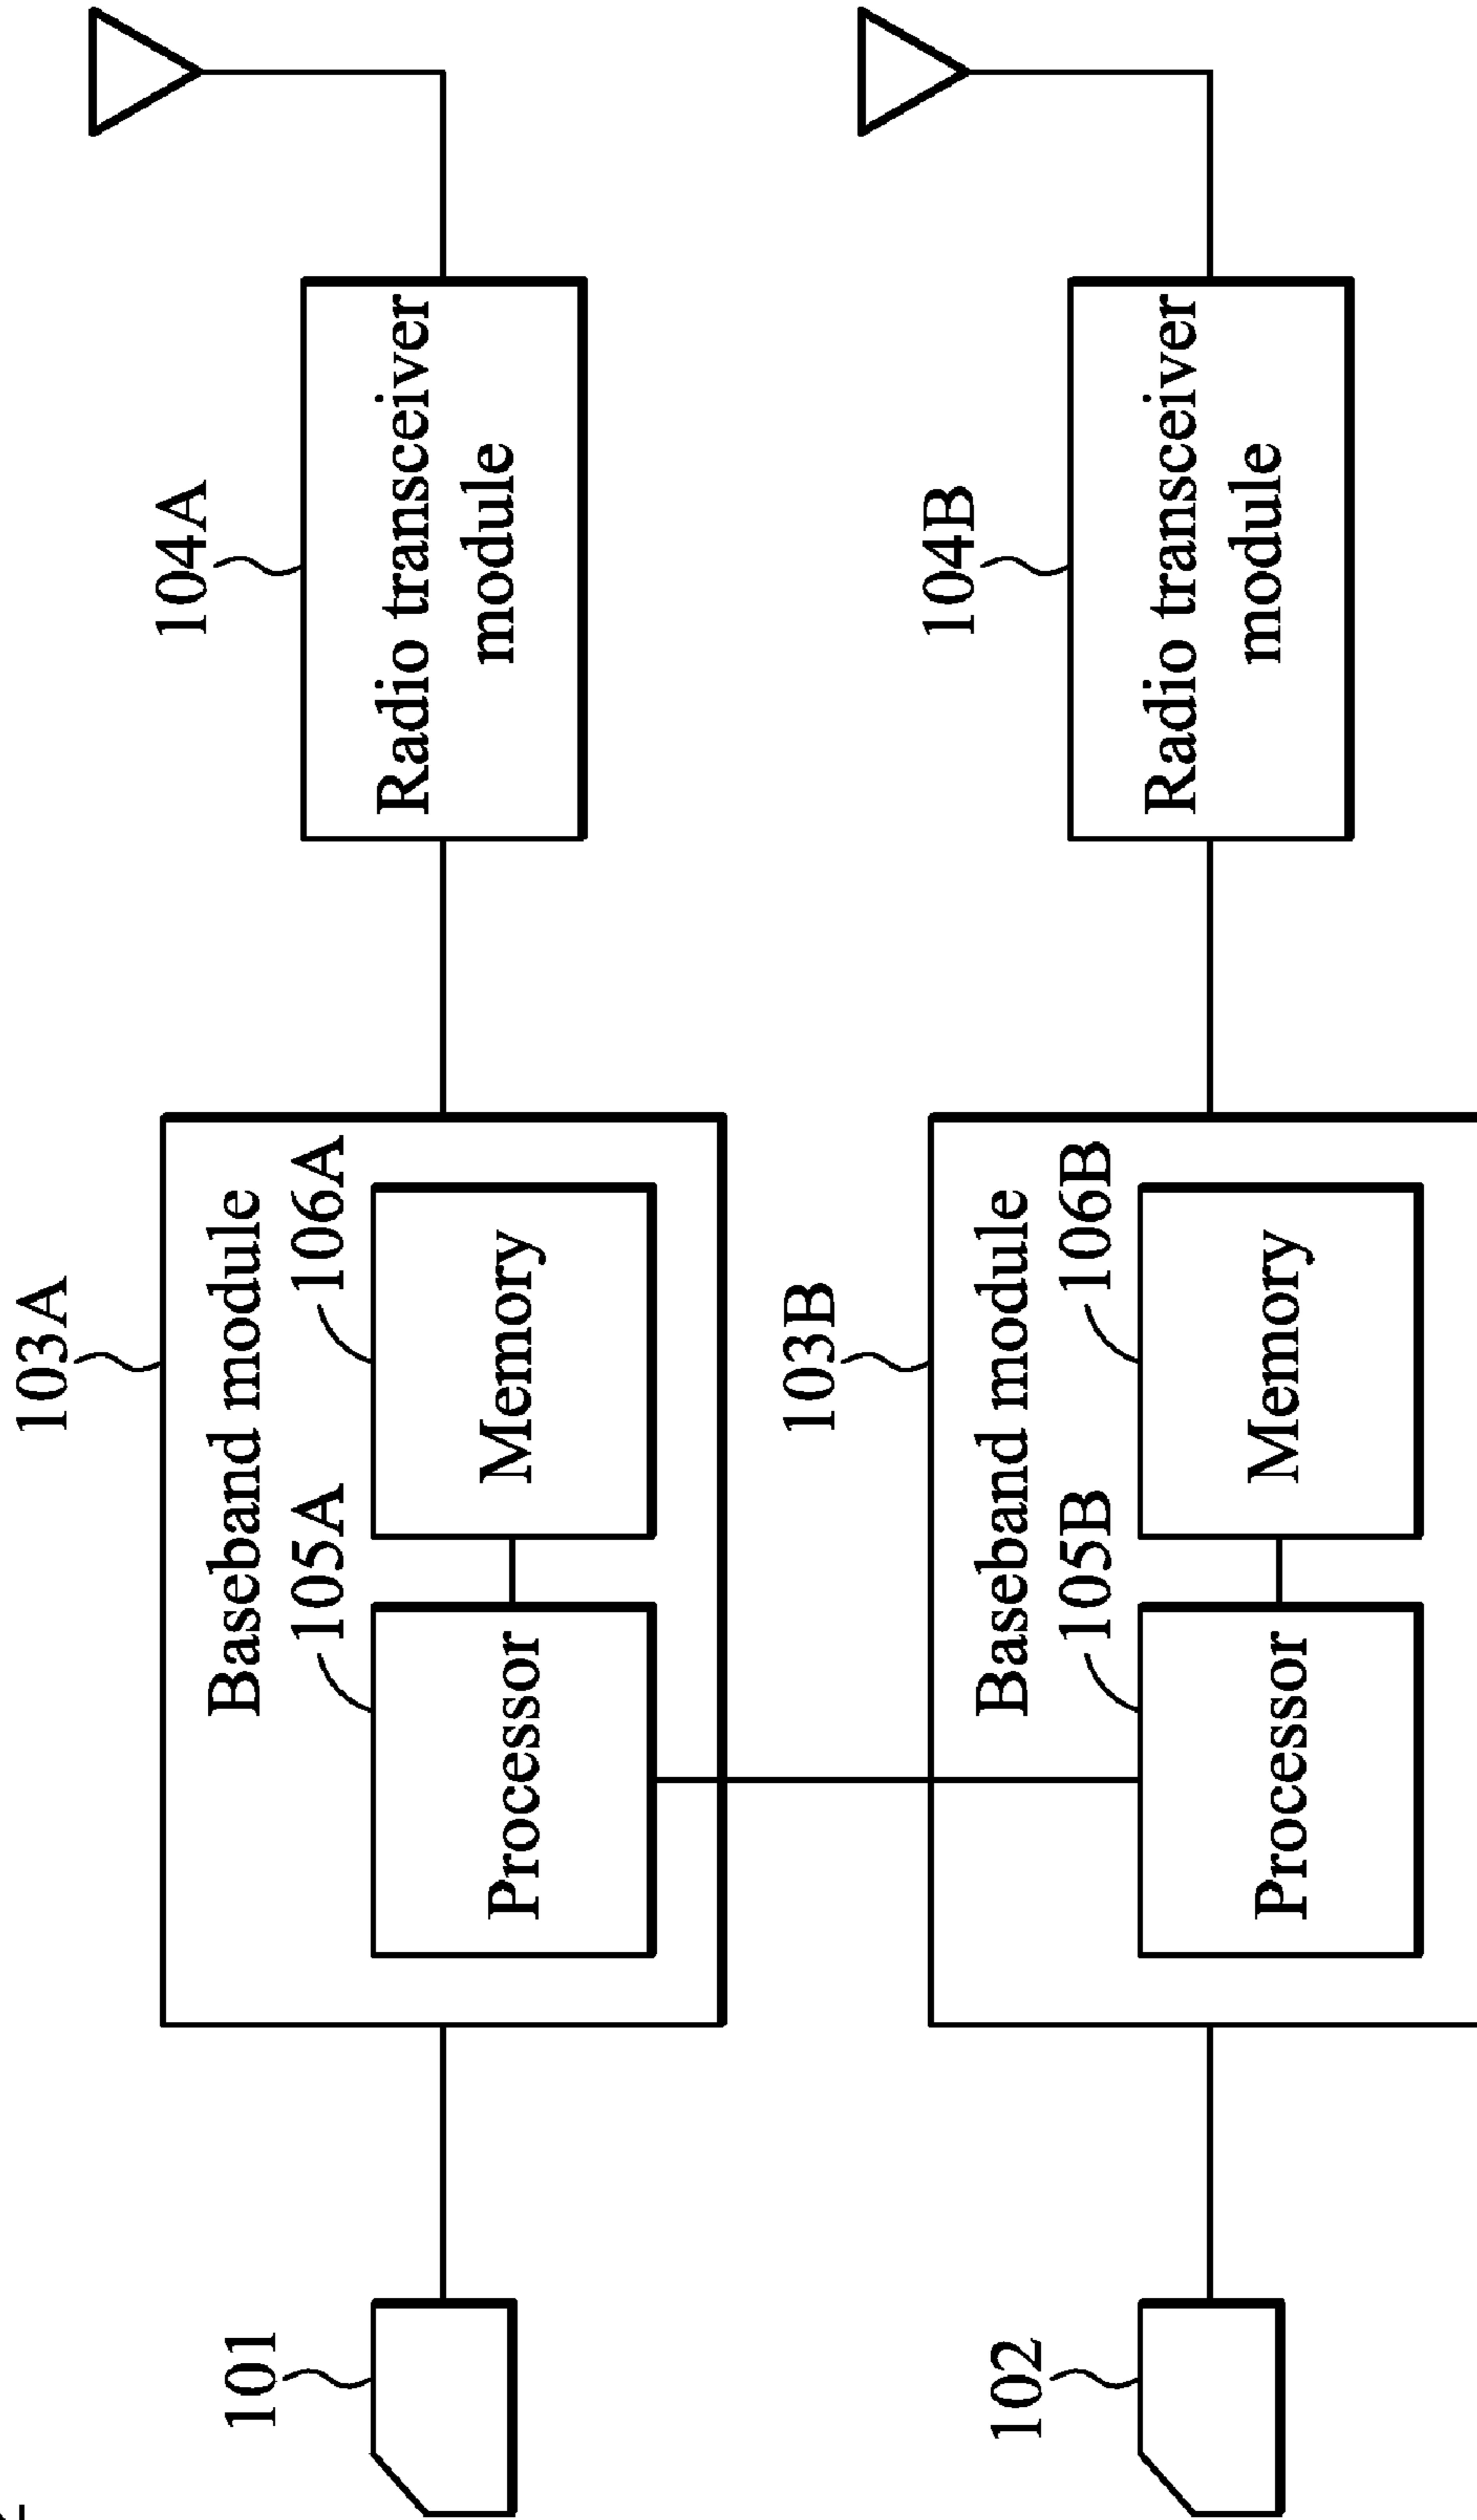 103A
104A
Baseband module
101
105A
106A
Radio transceiver
module
Processor
Memory
103B
104B
Baseband module
102
105B
106B
Radio transceiver
module
Processor
Memory